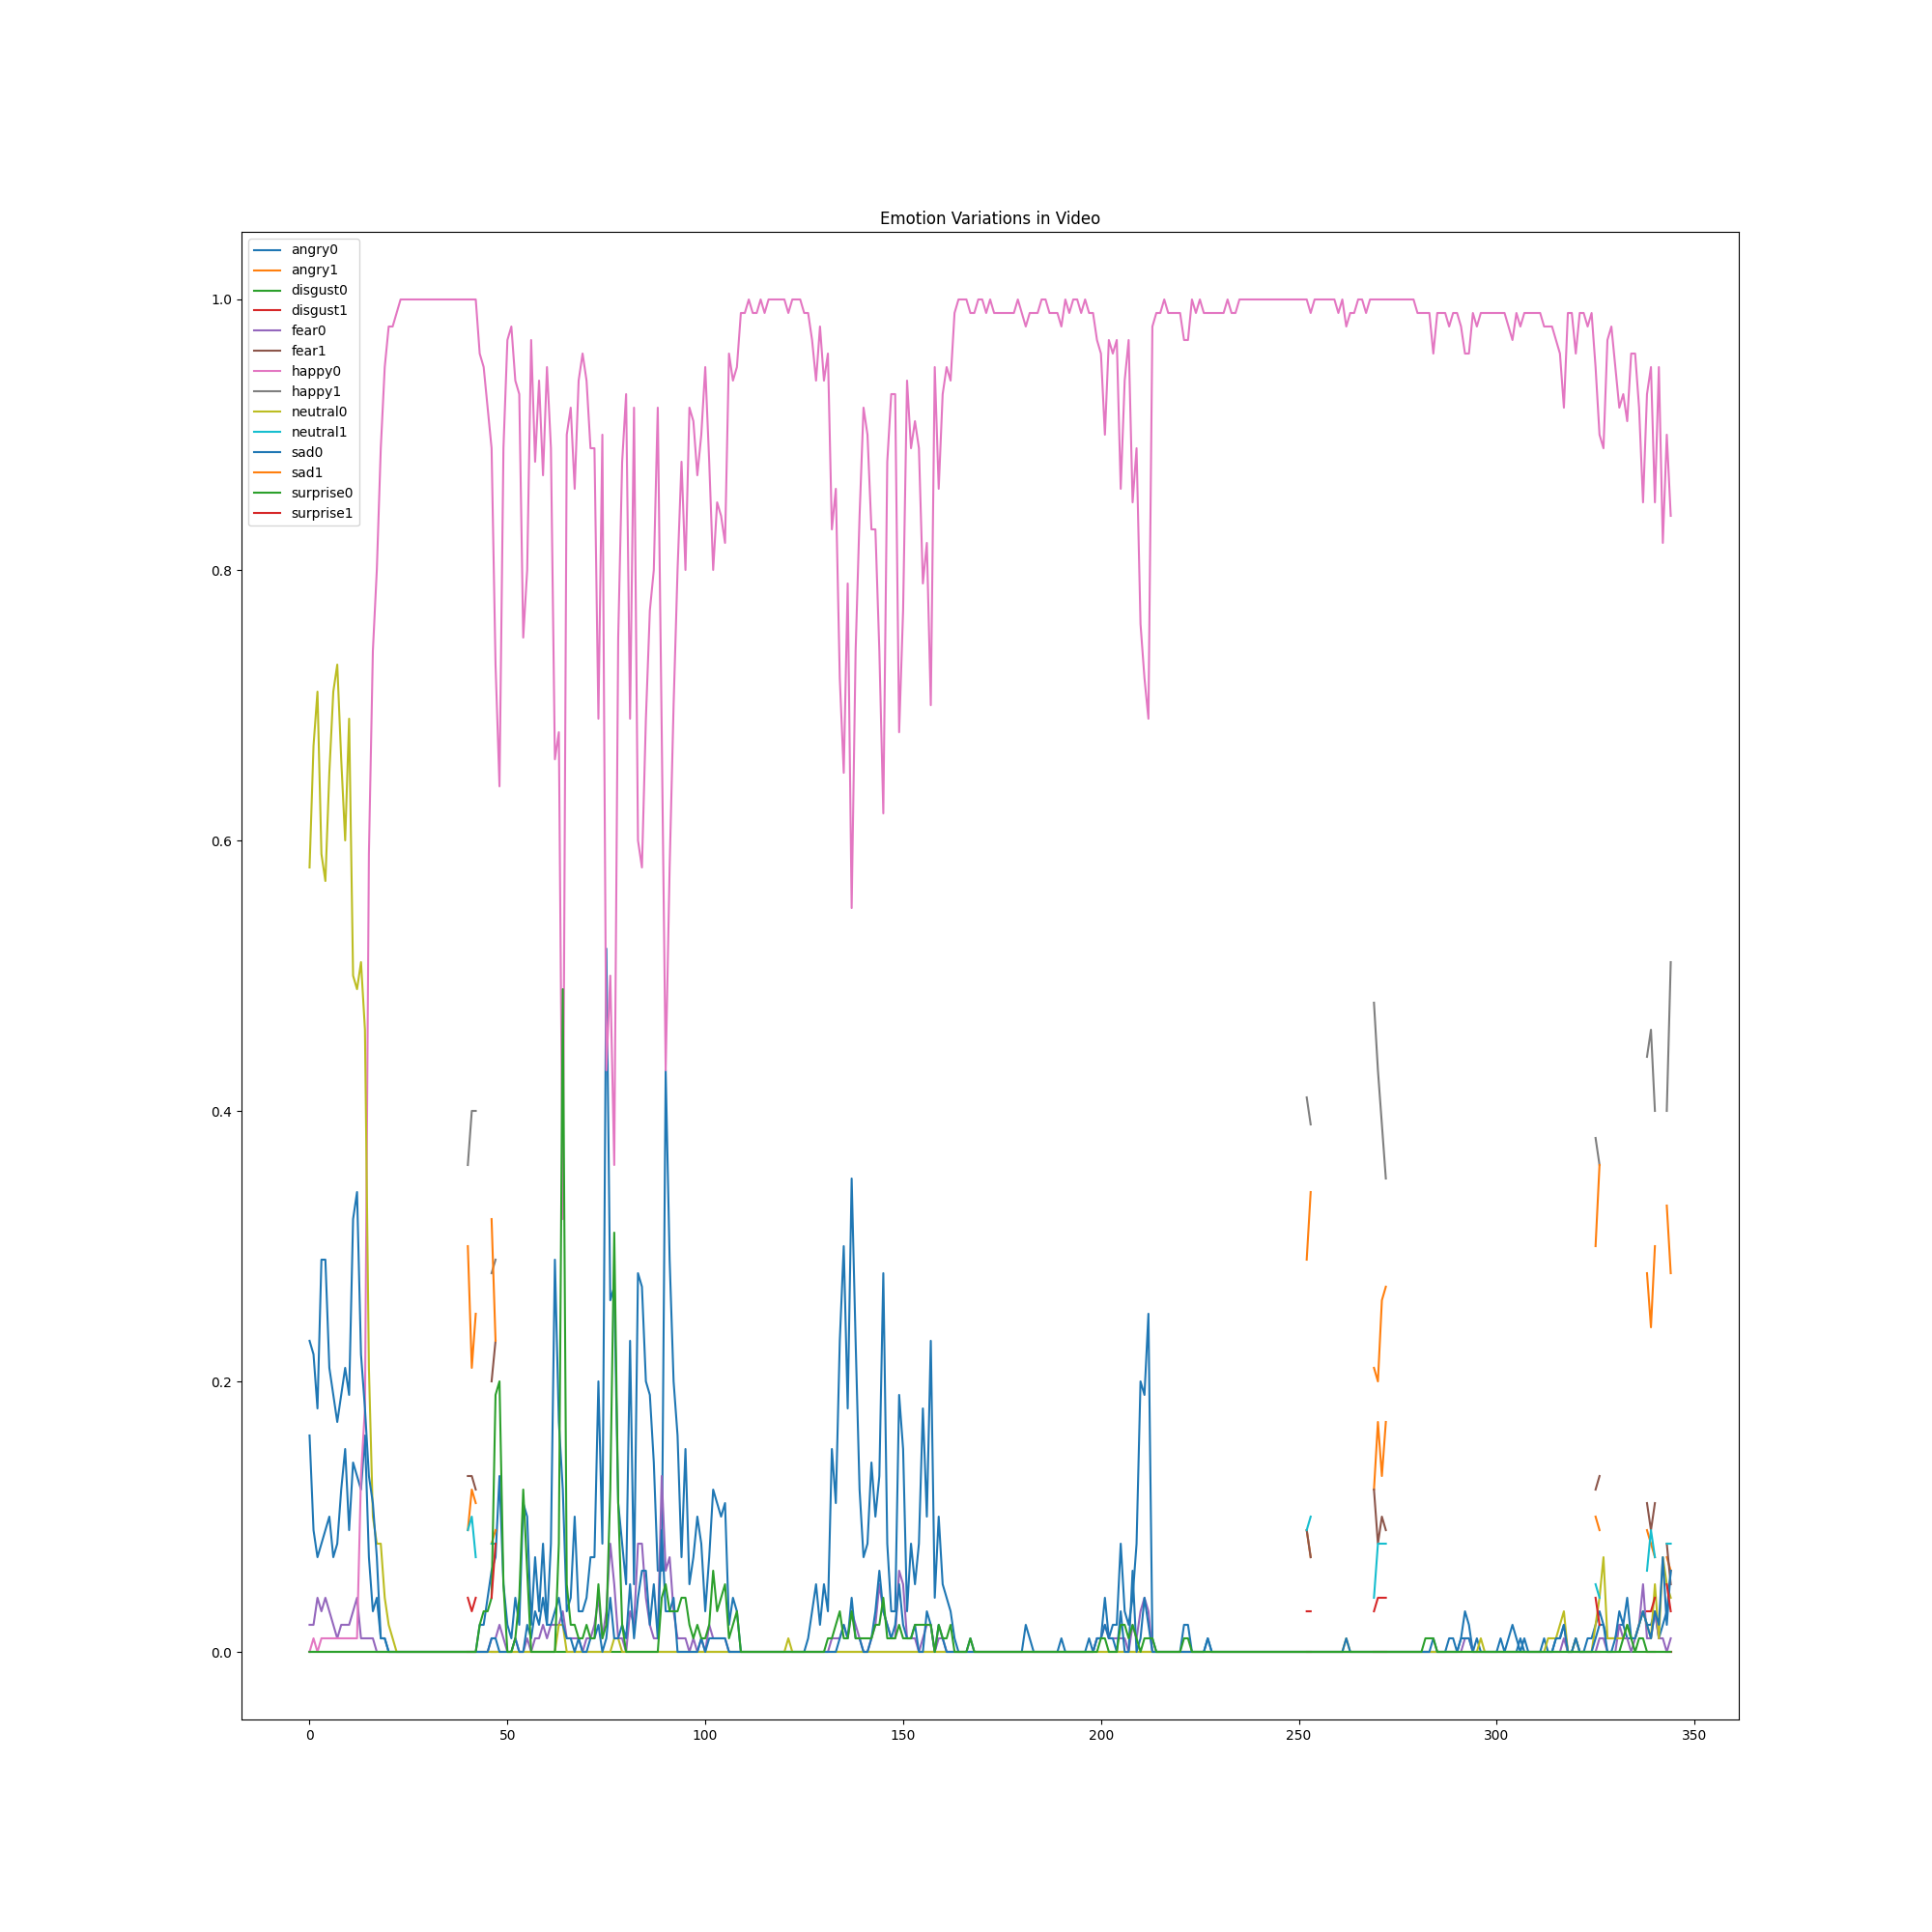 Emotion Variations in Video
angry0
angry1
disgust0
disgust1
fear0
fear1
happy0
happy1
neutral0
neutral1
sad0
sad1
surprise0
surprise1
1.0
0.8
0.6
0.4
0.2
0.0
0 50 100 150 200 250 300 350